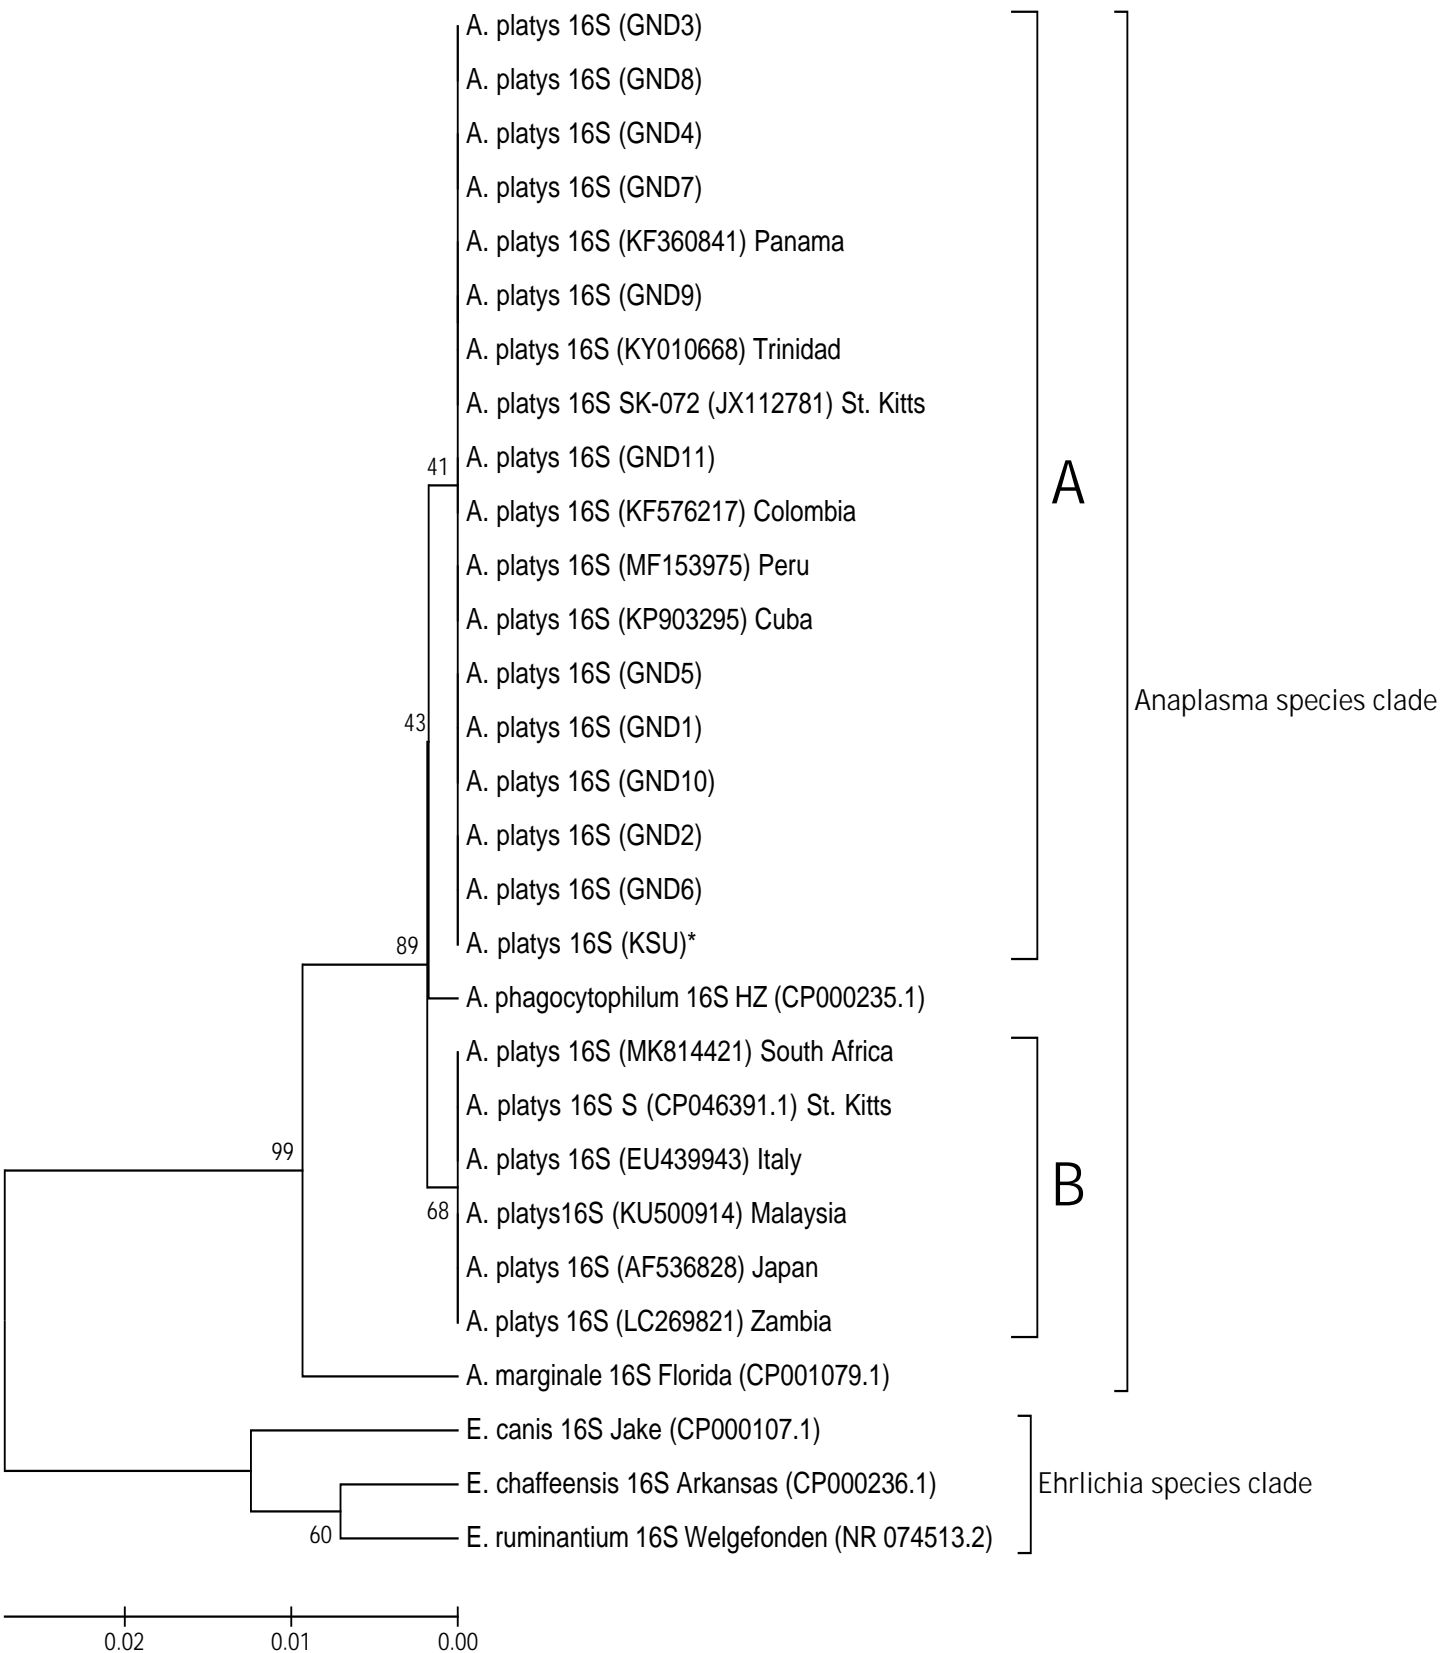 A. platys 16S (GND3)
A. platys 16S (GND8)
A. platys 16S (GND4)
A. platys 16S (GND7)
A. platys 16S (KF360841) Panama
A. platys 16S (GND9)
A. platys 16S (KY010668) Trinidad
A. platys 16S SK-072 (JX112781) St. Kitts
A. platys 16S (GND11)
41
A
A. platys 16S (KF576217) Colombia
A. platys 16S (MF153975) Peru
A. platys 16S (KP903295) Cuba
A. platys 16S (GND5)
Anaplasma species clade
43
A. platys 16S (GND1)
A. platys 16S (GND10)
A. platys 16S (GND2)
A. platys 16S (GND6)
89
A. platys 16S (KSU)*
A. phagocytophilum 16S HZ (CP000235.1)
A. platys 16S (MK814421) South Africa
A. platys 16S S (CP046391.1) St. Kitts
99
A. platys 16S (EU439943) Italy
B
68
A. platys16S (KU500914) Malaysia
A. platys 16S (AF536828) Japan
A. platys 16S (LC269821) Zambia
A. marginale 16S Florida (CP001079.1)
E. canis 16S Jake (CP000107.1)
E. chaffeensis 16S Arkansas (CP000236.1)
Ehrlichia species clade
60
E. ruminantium 16S Welgefonden (NR 074513.2)
0.02 0.01 0.00